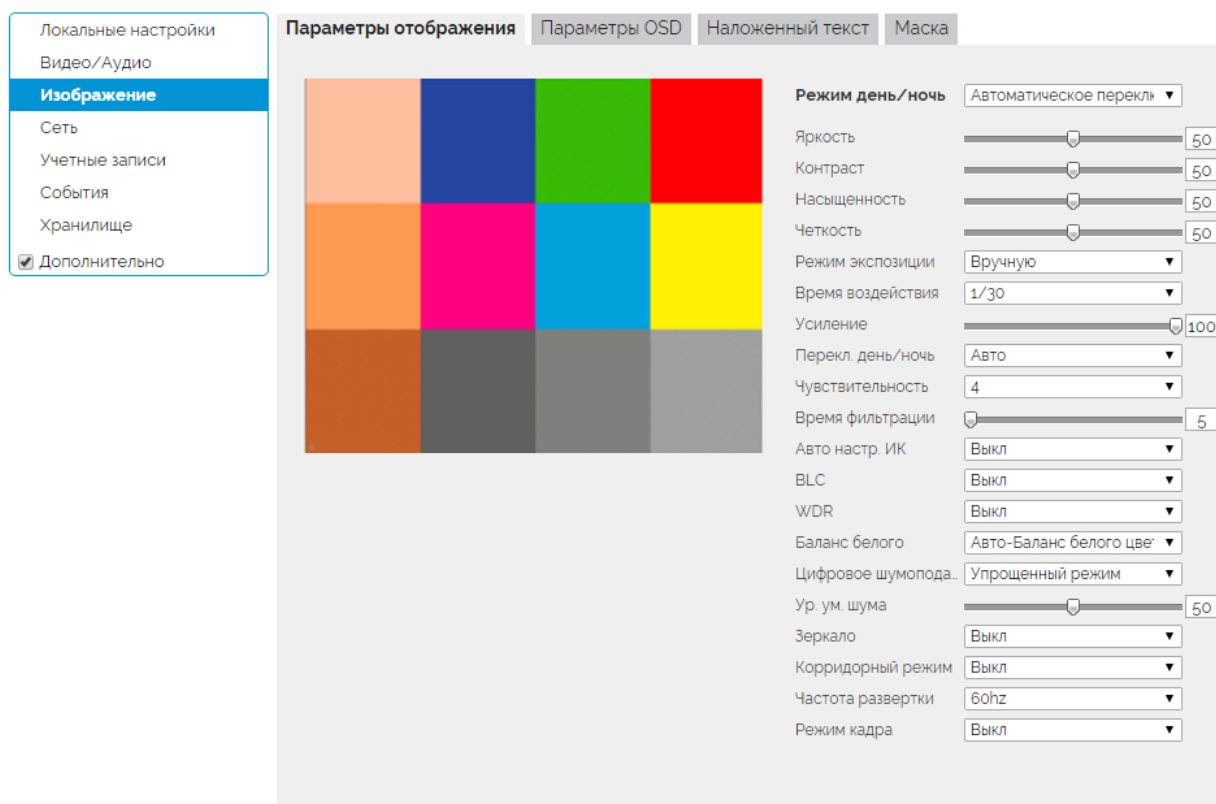 Локальные настройки
Видео/Аудио
Изображение
Сеть
Учетные записи
События
Хранилище
Дополнительно
Параметры отображения Параметры OSD Наложенный текст Маска
Режим день/ночь Автоматическое переклю
Яркость 50
Контраст 50
Насыщенность 50
Четкость 50
Режим экспозиции Вручную
Время воздействия 1/30
Усиление 100
Перекл. день/ночь Авто
Чувствительность 4
Время фильтрации 5
Авто настр. ИК Выкл
BLC Выкл
WDR Выкл
Баланс белого Авто-Баланс белого цвет
Цифровое шумопода... Упрощенный режим
Ур. ум. шума 50
Зеркало Выкл
Корридорный режим Выкл
Частота развертки 60hz
Режим кадра Выкл